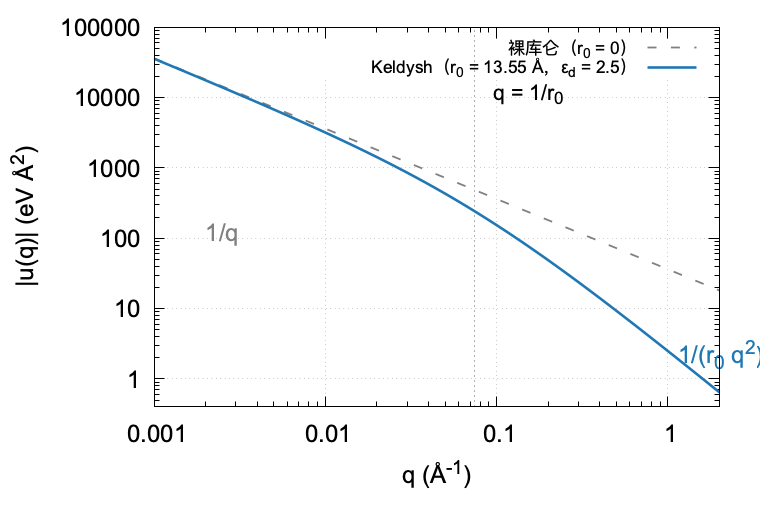 100000
10000
1000
100
10
1
|u(q)| (eV Å²)
裸库仑（r₀ = 0）
Keldysh（r₀ = 13.55 Å，ε_d = 2.5）
q = 1/r₀
1/q
1/(r₀ q²)
0.001
0.01
0.1
1
q (Å⁻¹)